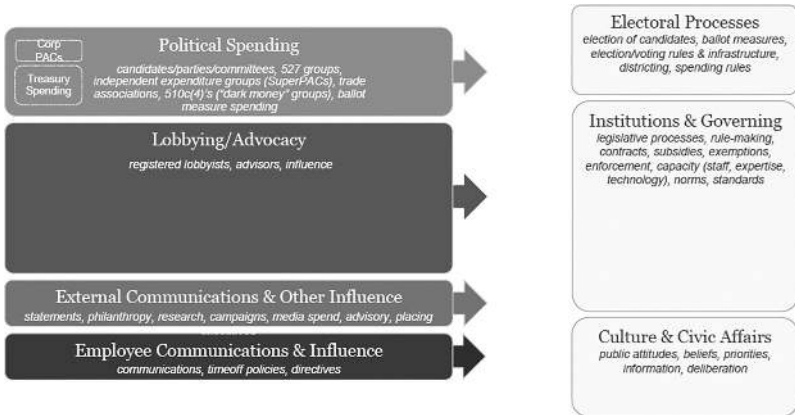 Corp
PACs
Treasury
Spending
Political Spending
candidates/parties/committees, 527 groups,
independent expenditure groups (SuperPACs), trade
associations, 510c(4)'s ("dark money" groups), ballot
measure spending
Lobbying/Advocacy
registered lobbyists, advisors, influence
External Communications & Other Influence
statements, philanthropy, research, campaigns, media spend, advisory, placing
Employee Communications & Influence
communications, timeoff policies, directives
Electoral Processes
election of candidates, ballot measures,
election/voting rules & infrastructure,
districting, spending rules
Institutions & Governing
legislative processes, rule-making,
contracts, subsidies, exemptions,
enforcement, capacity (staff, expertise,
technology), norms, standards
Culture & Civic Affairs
public attitudes, beliefs, priorities,
information, deliberation